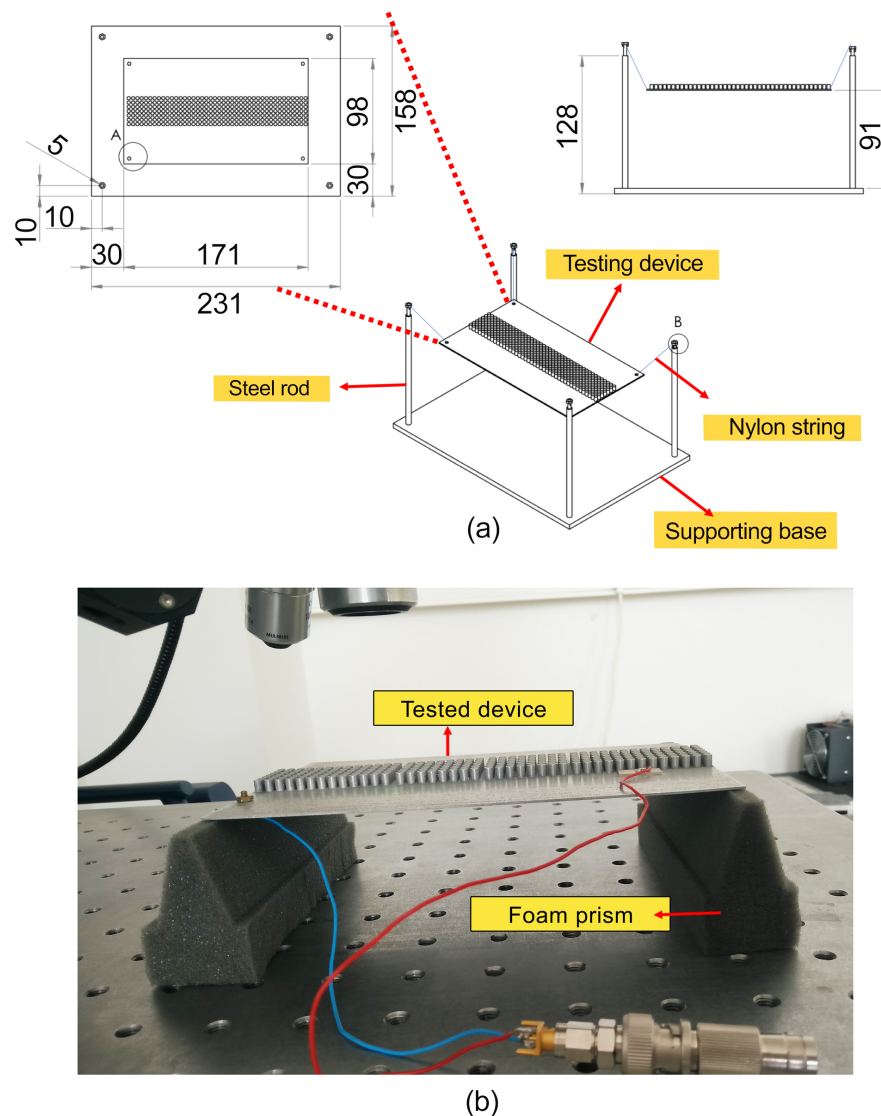 98
158
30
A
5
10
10
30
171
231
128
91
Testing device
B
Steel rod
Nylon string
Supporting base
(a)
Tested device
Foam prism
(b)